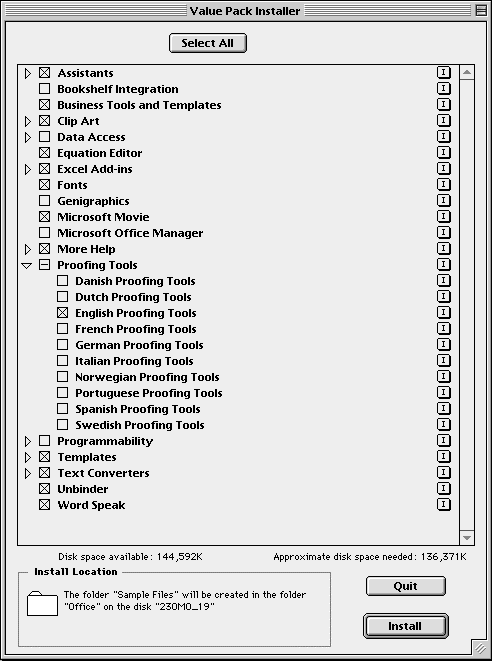 Value Pack Installer
Select All
Assistants
Bookshelf Integration
Business Tools and Templates
Clip Art
Data Access
Equation Editor
Excel Add-ins
Fonts
Genigraphics
Microsoft Movie
Microsoft Office Manager
More Help
Proofing Tools
Danish Proofing Tools
Dutch Proofing Tools
English Proofing Tools
French Proofing Tools
German Proofing Tools
Italian Proofing Tools
Norwegian Proofing Tools
Portuguese Proofing Tools
Spanish Proofing Tools
Swedish Proofing Tools
Programmability
Templates
Text Converters
Unbinder
Word Speak
Disk space available: 144,592K Approximate disk space needed: 136,371K
Install Location
The folder "Sample Files" will be created in the folder
"Office" on the disk "230MO_19"
Quit
Install